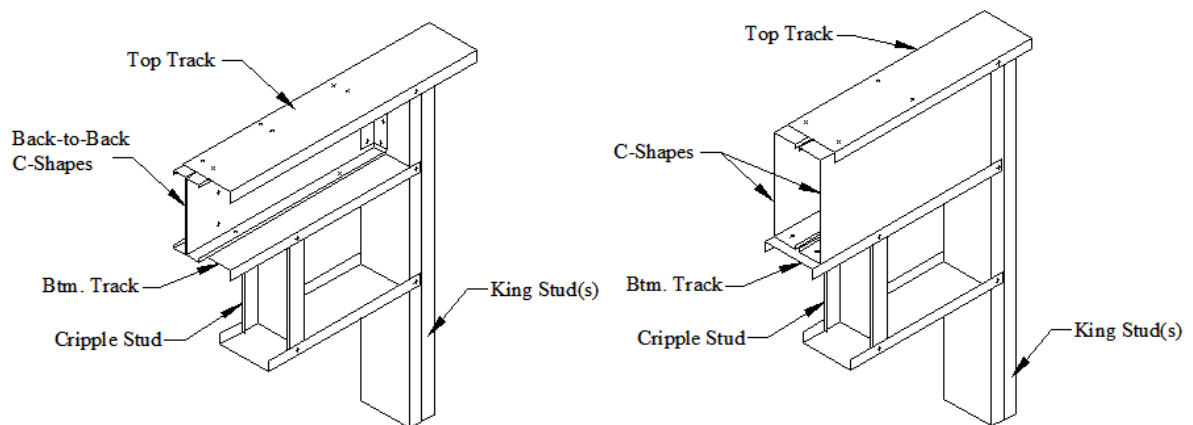 Top Track
Back-to-Back
C-Shapes
Btm. Track
Cripple Stud
King Stud(s)
Top Track
C-Shapes
Btm. Track
Cripple Stud
King Stud(s)